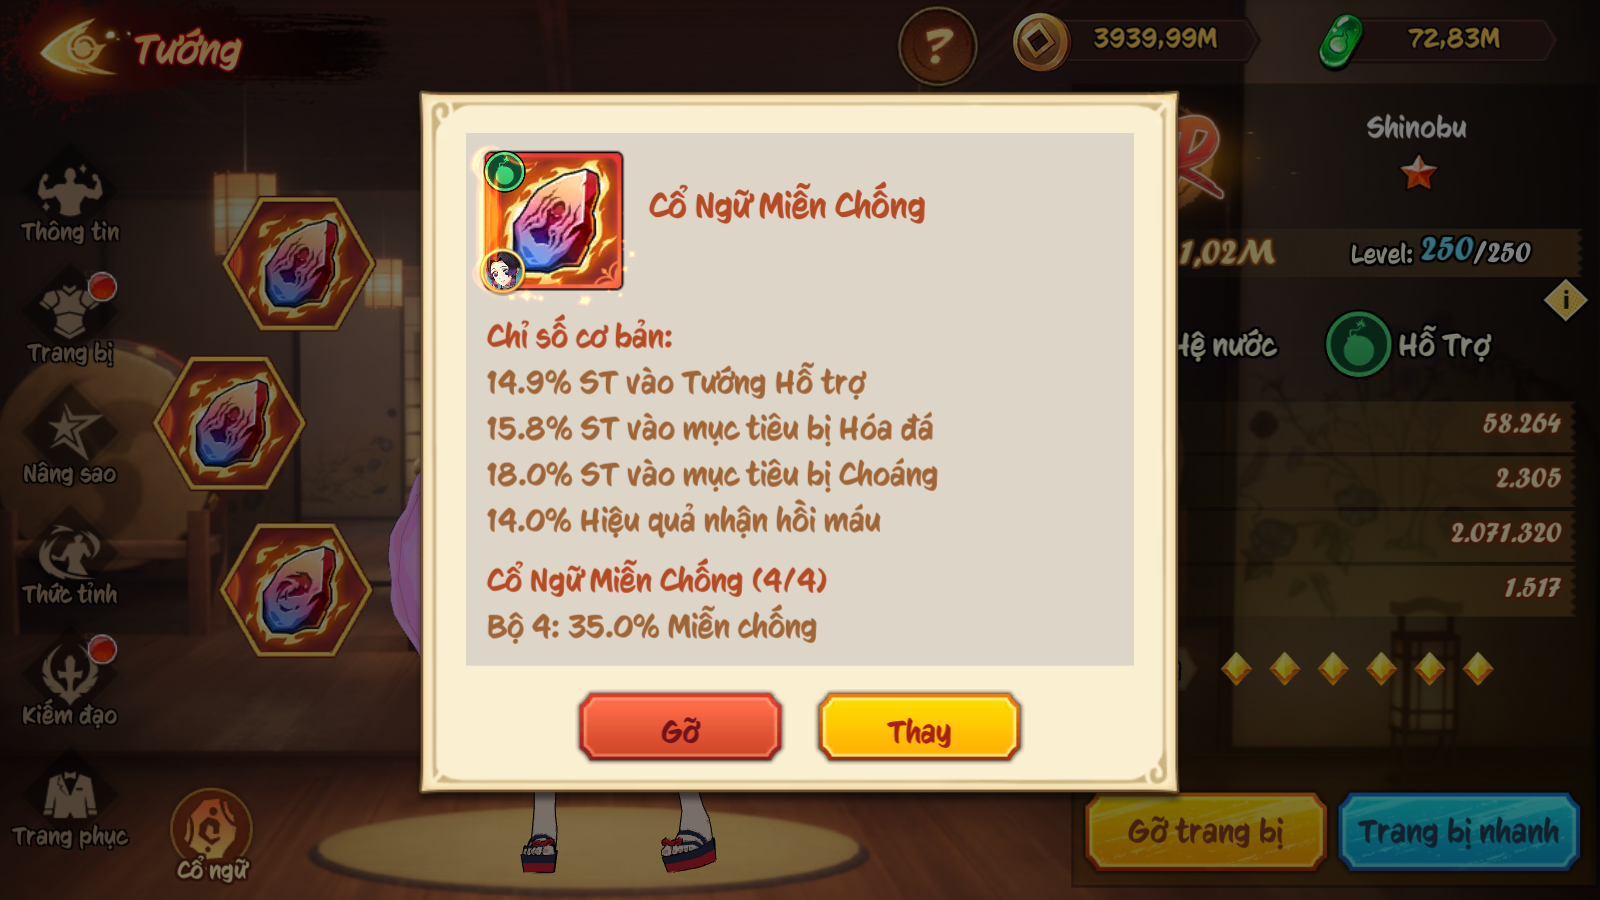 Tướng
?
3939,99M
72,83M
Shinobu
Thông tin
Trang bị
Nâng sao
Thức tỉnh
Kiếm đạo
Trang phục
Cổ ngữ
Cổ Ngữ Miễn Chống
Chỉ số cơ bản:
14.9% ST vào Tướng Hỗ trợ
15.8% ST vào mục tiêu bị Hóa đá
18.0% ST vào mục tiêu bị Choáng
14.0% Hiệu quả nhận hồi máu
Cổ Ngữ Miễn Chống (4/4)
Bộ 4: 35.0% Miễn chống
Gỡ
Thay
R
1,02M
Level: 250/250
i
Hệ nước
Hỗ Trợ
58.264
2.305
2.071.320
1.517
Gỡ trang bị
Trang bị nhanh